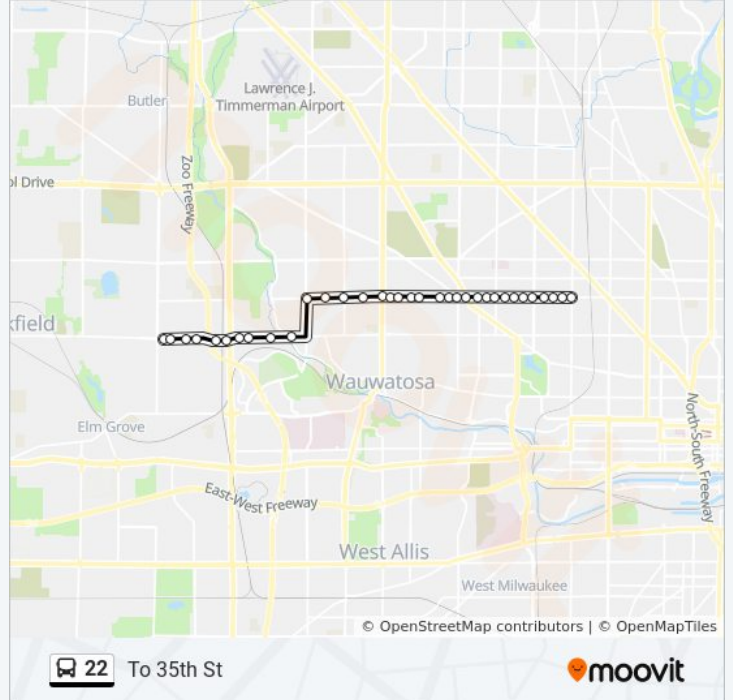 Lawrence J.
Timmerman Airport
Butler
Zoo Freeway
ol Drive
kfield
Wauwatosa
Elm Grove
North-South Freeway
East-West Freeway
West Allis
West Milwaukee
© OpenStreetMap contributors | © OpenMapTiles
22 To 35th St
moovit